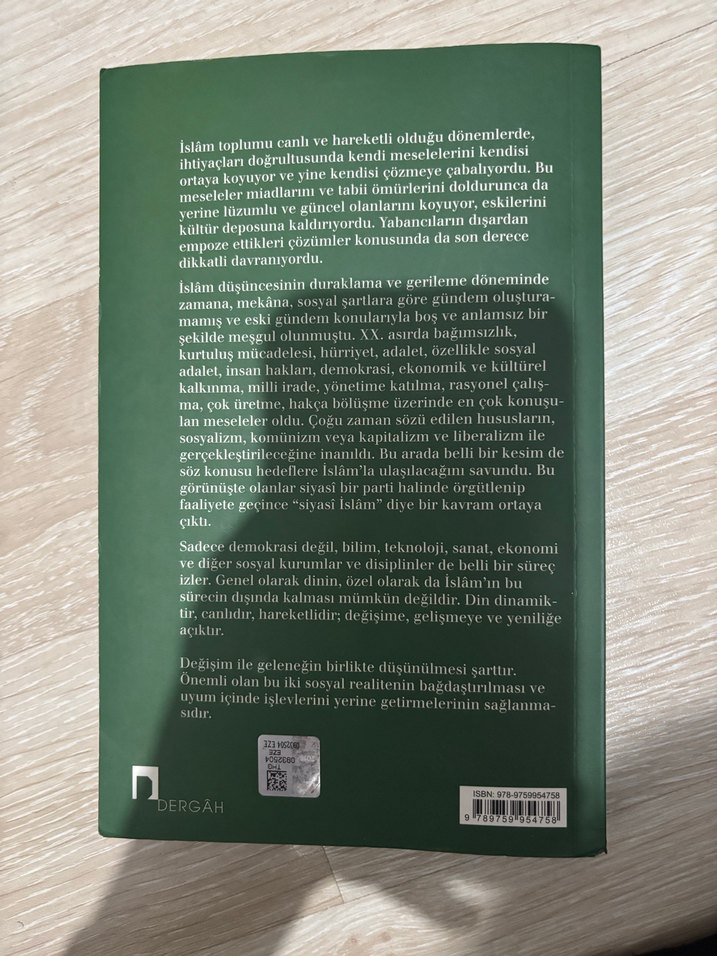 İslâm toplumu canlı ve hareketli olduğu dönemlerde,
ihtiyaçları doğrultusunda kendi meselelerini kendisi
ortaya koyuyor ve yine kendisi çözmeye çabalıyordu. Bu
meseleler miadlarını ve tabii ömürlerini doldurunca da
yerine lüzumlu ve güncel olanlarını koyuyor, eskilerini
kültür deposuna kaldırıyordu. Yabancıların dışardan
empoze ettikleri çözümler konusunda da son derece
dikkatli davranıyordu.
İslâm düşüncesinin duraklama ve gerileme döneminde
zamana, mekâna, sosyal şartlara göre gündem oluştura-
mamış ve eski gündem konularıyla boş ve anlamsız bir
şekilde meşgul olunmuştu. XX. asırda bağımsızlık,
kurtuluş mücadelesi, hürriyet, adalet, özellikle sosyal
adalet, insan hakları, demokrasi, ekonomik ve kültürel
kalkınma, milli irade, yönetime katılma, rasyonel çalış-
ma, çok üretme, hakça bölüşme üzerinde en çok konuşu-
lan meseleler oldu. Çoğu zaman sözü edilen hususların,
sosyalizm, komünizm veya kapitalizm ve liberalizm ile
gerçekleştirileceğine inanıldı. Bu arada belli bir kesim de
söz konusu hedeflere İslâm'la ulaşılacağını savundu. Bu
görünüşte olanlar siyasî bir parti halinde örgütlenip
faaliyete geçince "siyasî İslâm" diye bir kavram ortaya
çıktı.
Sadece demokrasi değil, bilim, teknoloji, sanat, ekonomi
ve diğer sosyal kurumlar ve disiplinler de belli bir süreç
izler. Genel olarak dinin, özel olarak da İslâm'ın bu
sürecin dışında kalması mümkün değildir. Din dinamik-
tir, canlıdır, hareketlidir; değişime, gelişmeye ve yeniliğe
açıktır.
Değişim ile geleneğin birlikte düşünülmesi şarttır.
Önemli olan bu iki sosyal realitenin bağdaştırılması ve
uyum içinde işlevlerini yerine getirmelerinin sağlanma-
sıdır.
0932504 EZE
EZE
0932504
THG
DERGÂH
ISBN: 978-9759954758
9 789759 954758